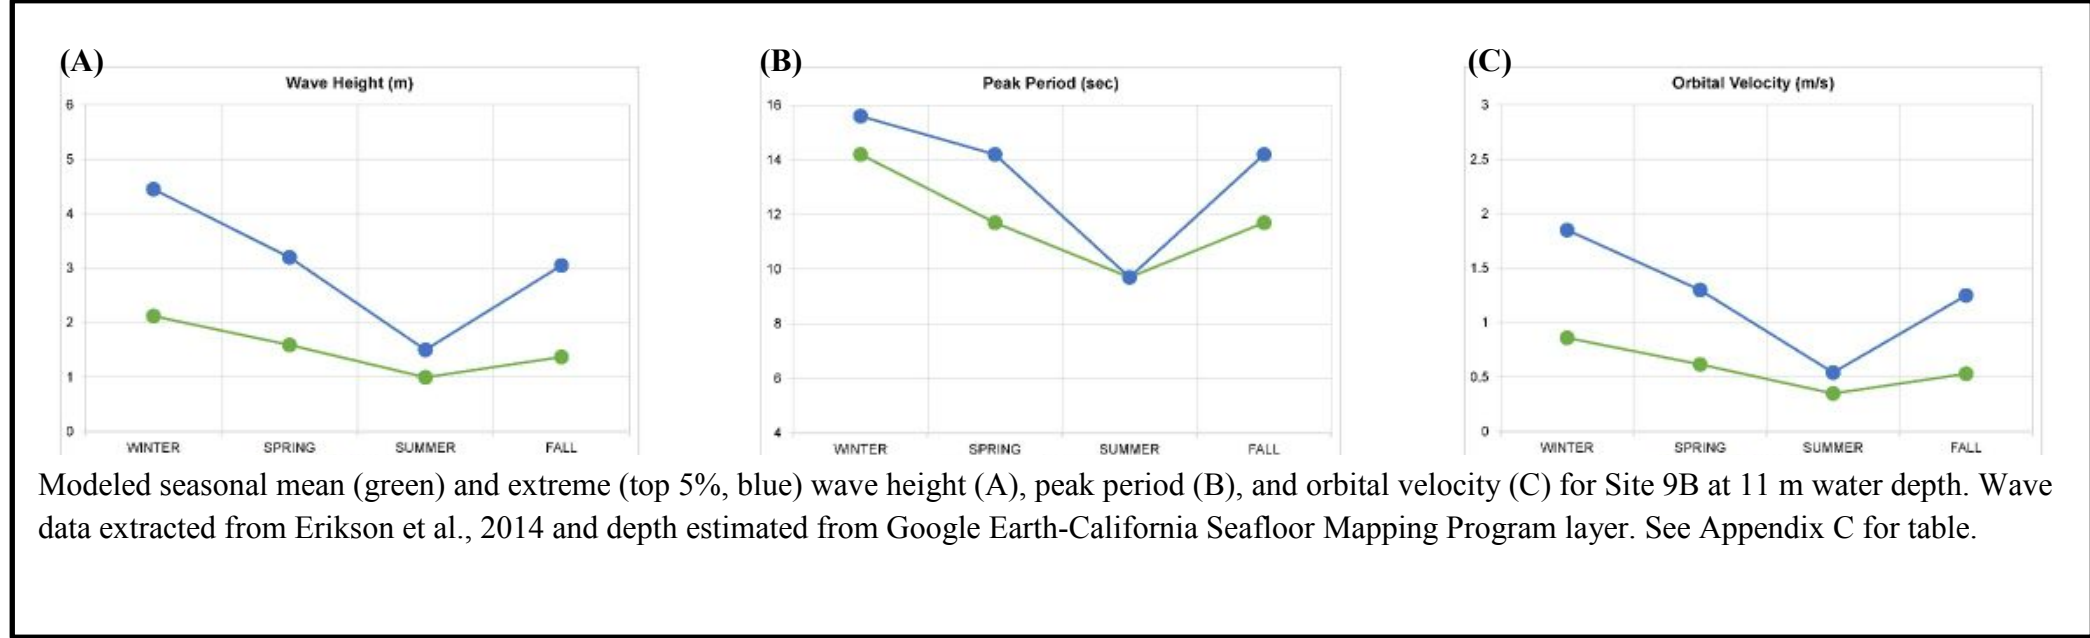 (A)
Wave Height (m)
6
5
4
3
2
1
0
WINTER SPRING SUMMER FALL
(B)
Peak Period (sec)
16
14
12
10
8
6
4
WINTER SPRING SUMMER FALL
(C)
Orbital Velocity (m/s)
3
2.5
2
1.5
1
0.5
0
WINTER SPRING SUMMER FALL
Modeled seasonal mean (green) and extreme (top 5%, blue) wave height (A), peak period (B), and orbital velocity (C) for Site 9B at 11 m water depth. Wave
data extracted from Erikson et al., 2014 and depth estimated from Google Earth-California Seafloor Mapping Program layer. See Appendix C for table.